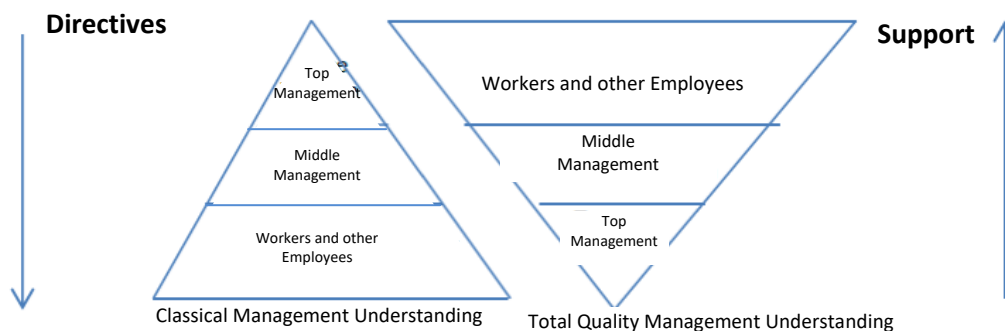 Directives
Top
Management
Middle
Management
Workers and other
Employees
Classical Management Understanding
Support
Workers and other Employees
Middle
Management
Top
Management
Total Quality Management Understanding